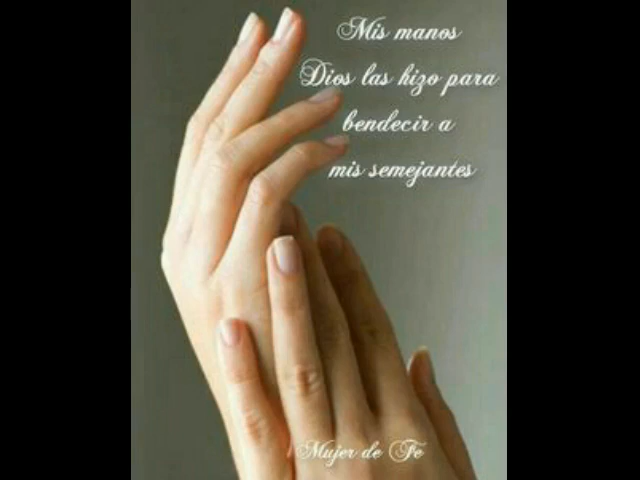 Mis manos
Dios las hizo para
bendecir a
mis semejantes
Mujer de Fe